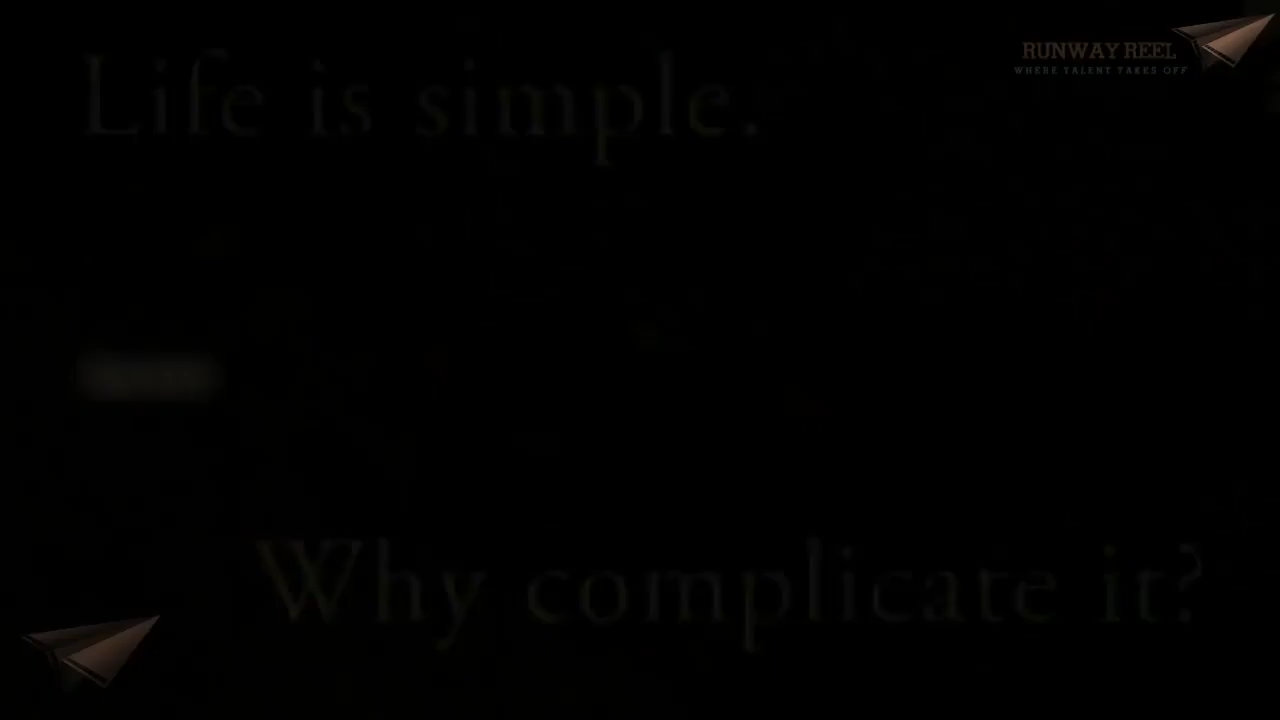 RUNWAY REEL
WHERE TALENT TAKES OFF
Life is simple.
Why complicate it?